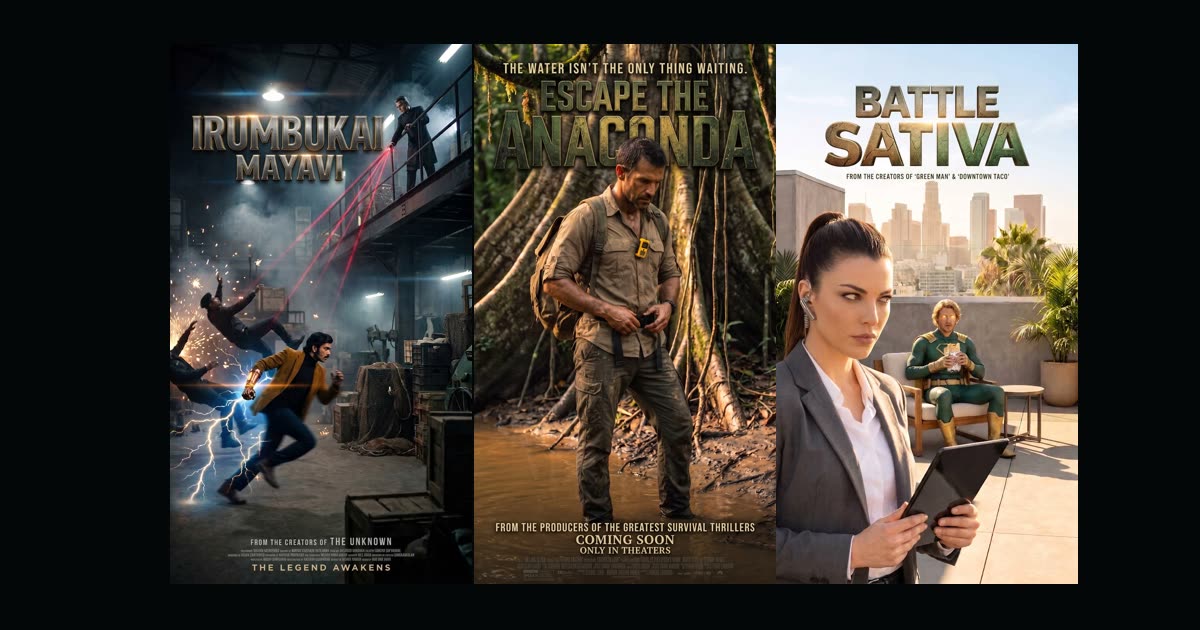 IRUMBUKAI
MAYAVI
FROM THE CREATORS OF THE UNKNOWN
THE LEGEND AWAKENS
THE WATER ISN'T THE ONLY THING WAITING.
ESCAPE THE
ANACONDA
FROM THE PRODUCERS OF THE GREATEST SURVIVAL THRILLERS
COMING SOON
ONLY IN THEATERS
BATTLE
SATIVA
FROM THE CREATORS OF 'GREEN MAN' & 'DOWNTOWN TACO'